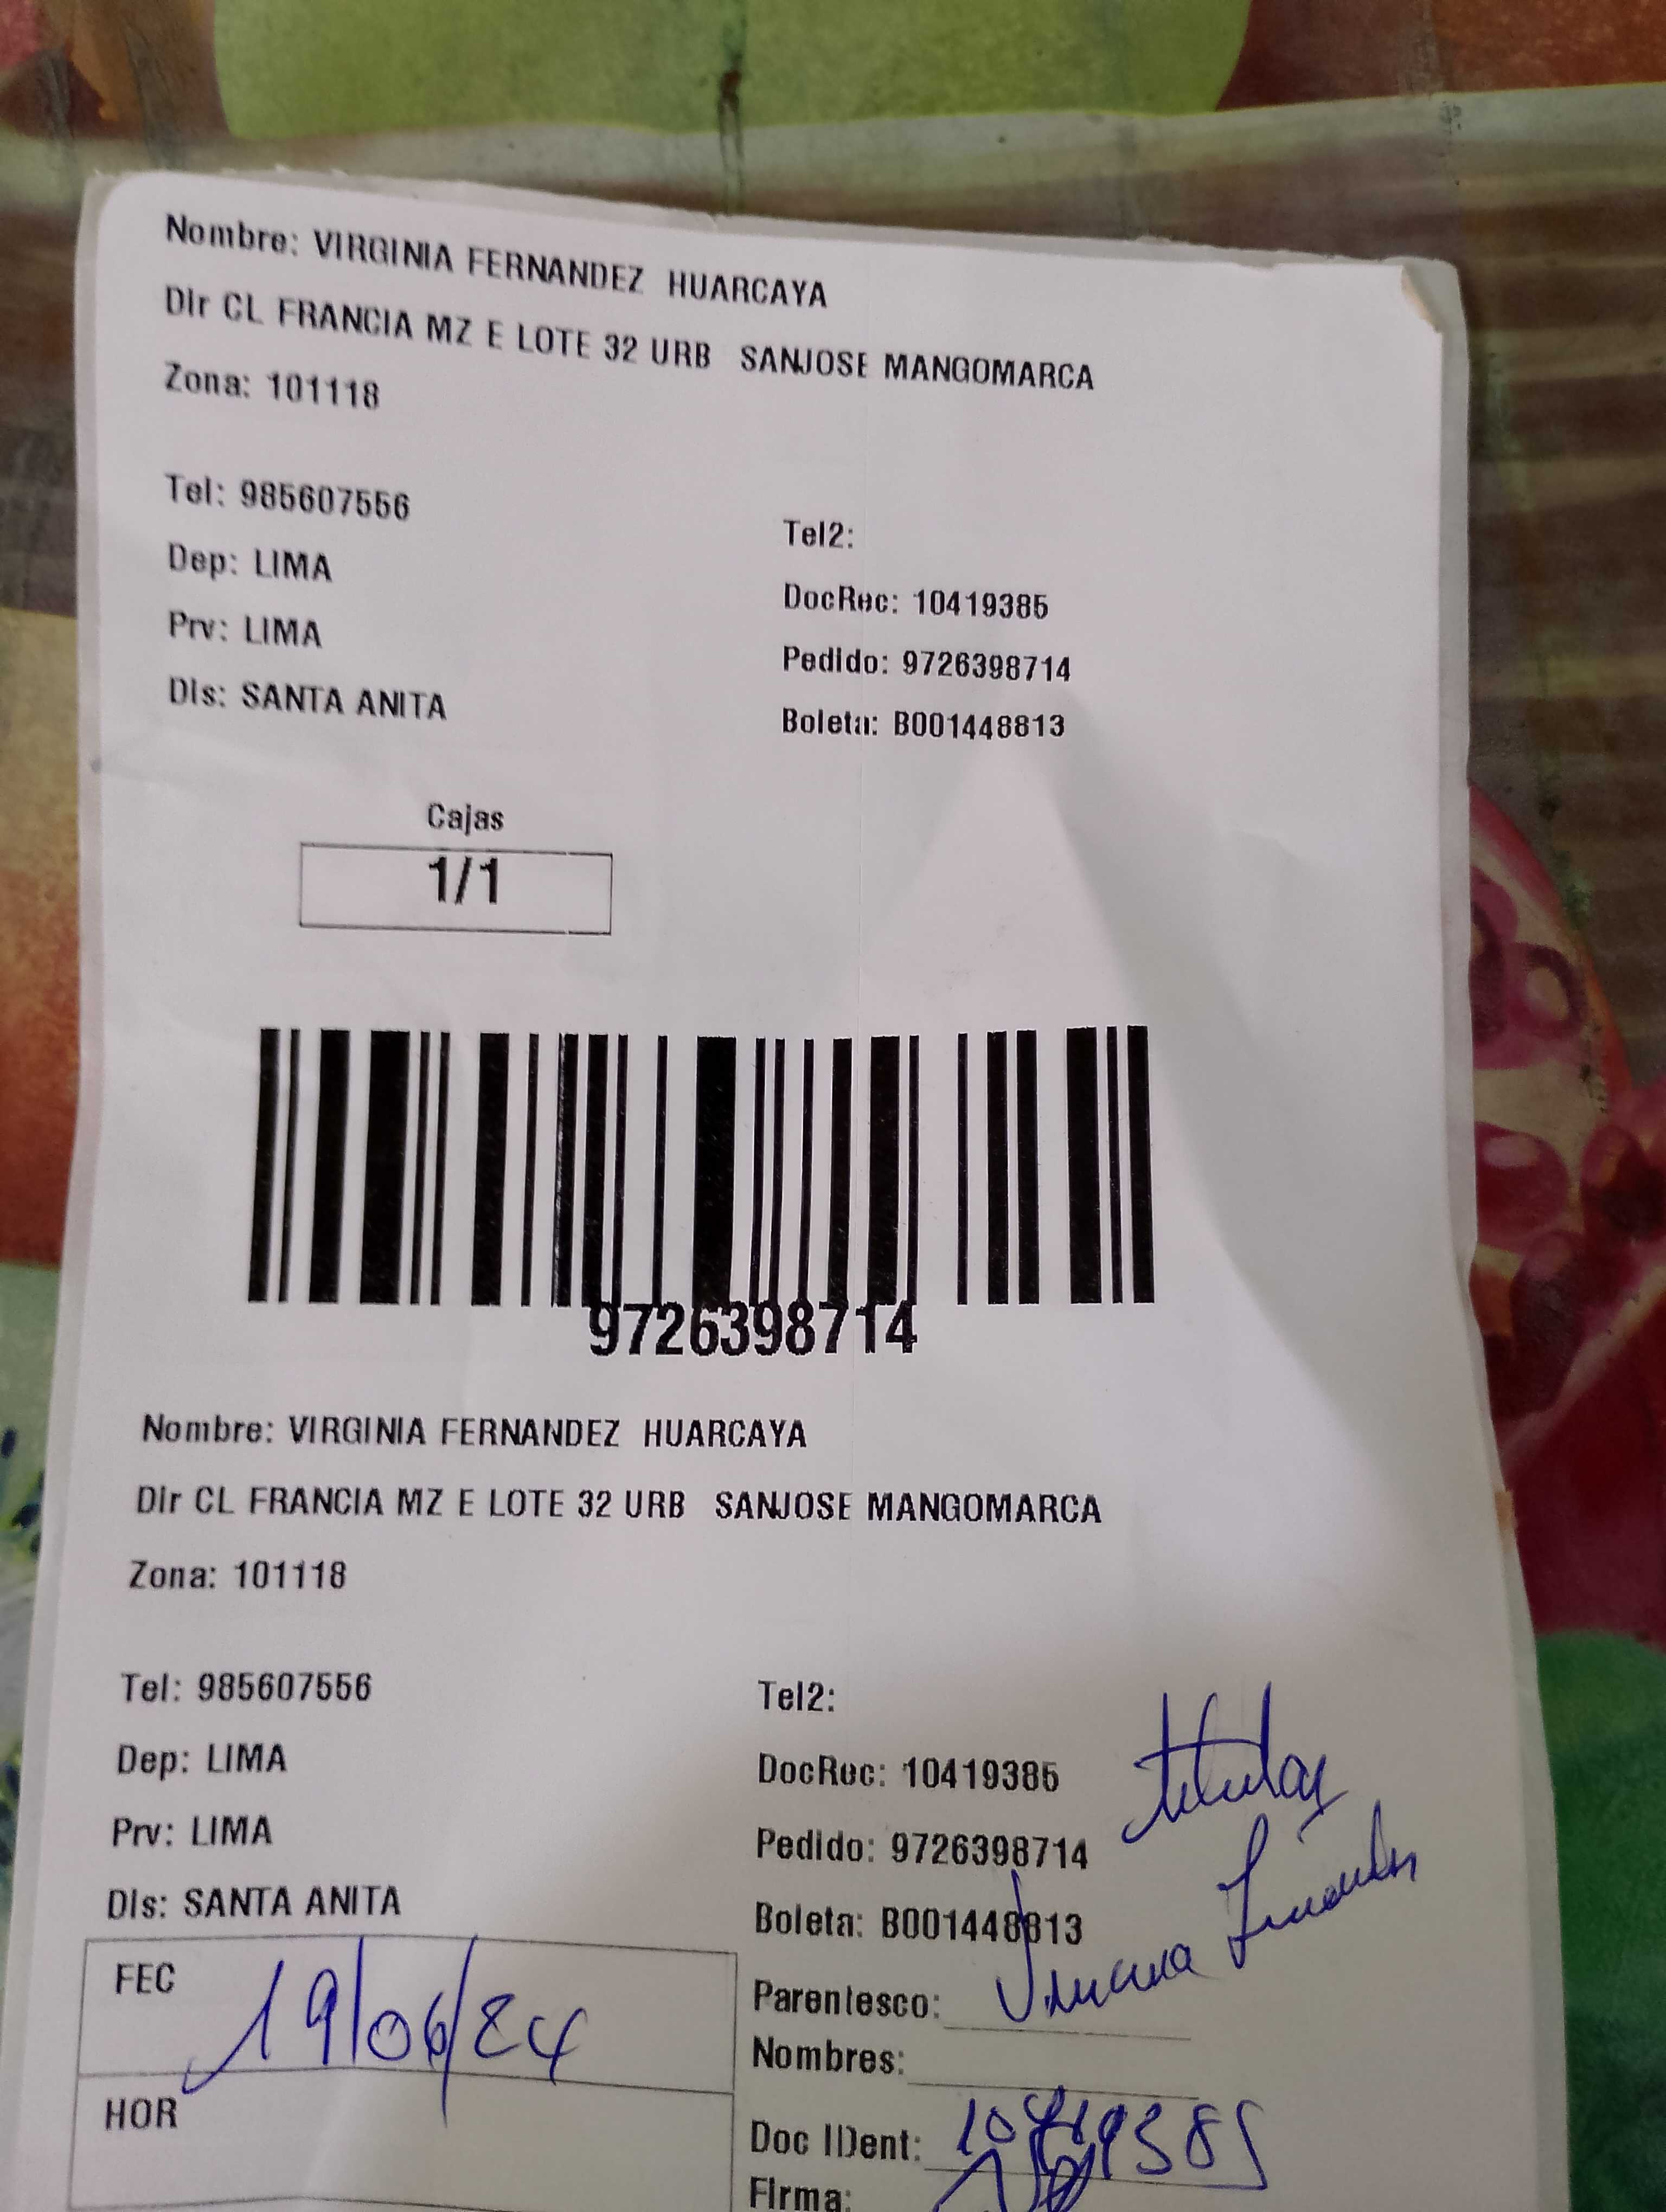 Nombre: VIRGINIA FERNANDEZ HUARCAYA
Dir CL FRANCIA MZ E LOTE 32 URB SANJOSE MANGOMARCA
Zona: 101118
Tel: 985607556
Tel2:
Dep: LIMA
DocRec: 10419385
Prv: LIMA
Pedido: 9726398714
Dis: SANTA ANITA
Boleta: B001448813
Cajas
1/1
9726398714
Nombre: VIRGINIA FERNANDEZ HUARCAYA
Dir CL FRANCIA MZ E LOTE 32 URB SANJOSE MANGOMARCA
Zona: 101118
Tel: 985607556
Tel2:
Dep: LIMA
DocRec: 10419385
titular
Prv: LIMA
Pedido: 9726398714
Dis: SANTA ANITA
Boleta: B001448813
FEC 19/06/24
Parentesco:
Nombres:
HOR
Doc IDent: 10419385
Firma: